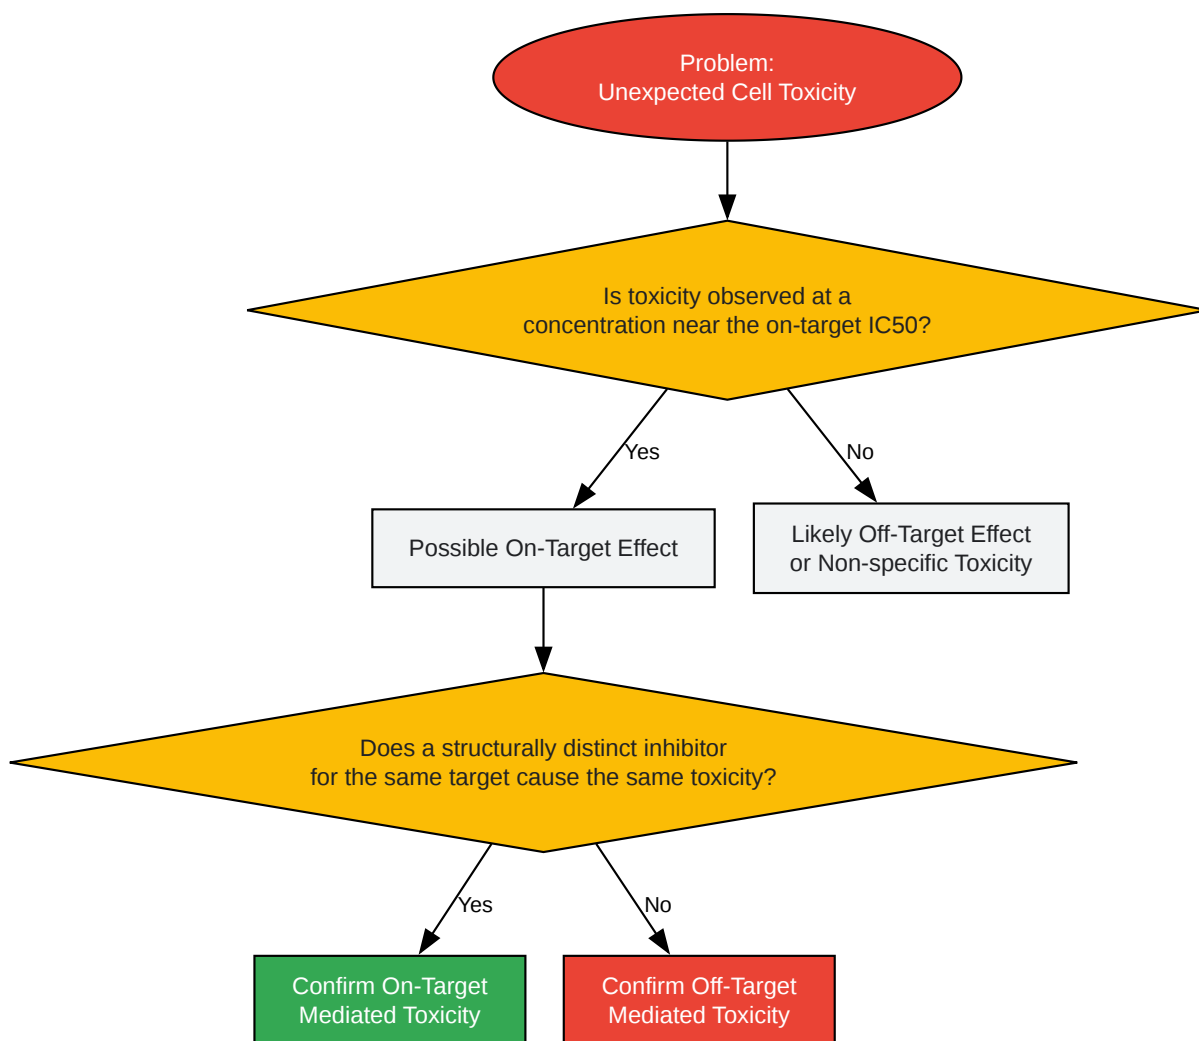 Problem:
Unexpected Cell Toxicity
Is toxicity observed at a
concentration near the on-target IC50?
Yes
No
Possible On-Target Effect
Likely Off-Target Effect
or Non-specific Toxicity
Does a structurally distinct inhibitor
for the same target cause the same toxicity?
Yes
No
Confirm On-Target
Mediated Toxicity
Confirm Off-Target
Mediated Toxicity